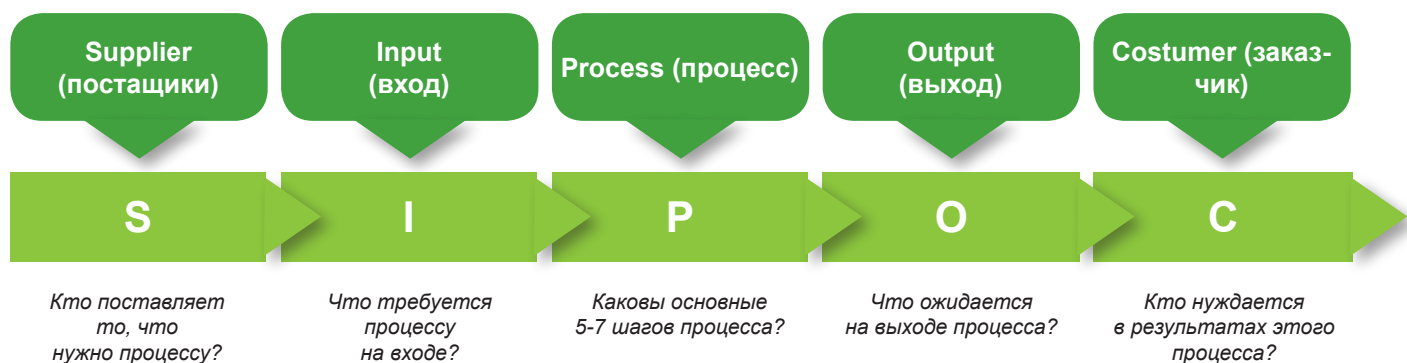 Supplier
(постащики)
Input
(вход)
Process (процесс)
Output
(выход)
Costumer (заказ-
чик)
S
I
P
O
C
Кто поставляет
то, что
нужно процессу?
Что требуется
процессу
на входе?
Каковы основные
5-7 шагов процесса?
Что ожидается
на выходе процесса?
Кто нуждается
в результатах этого
процесса?